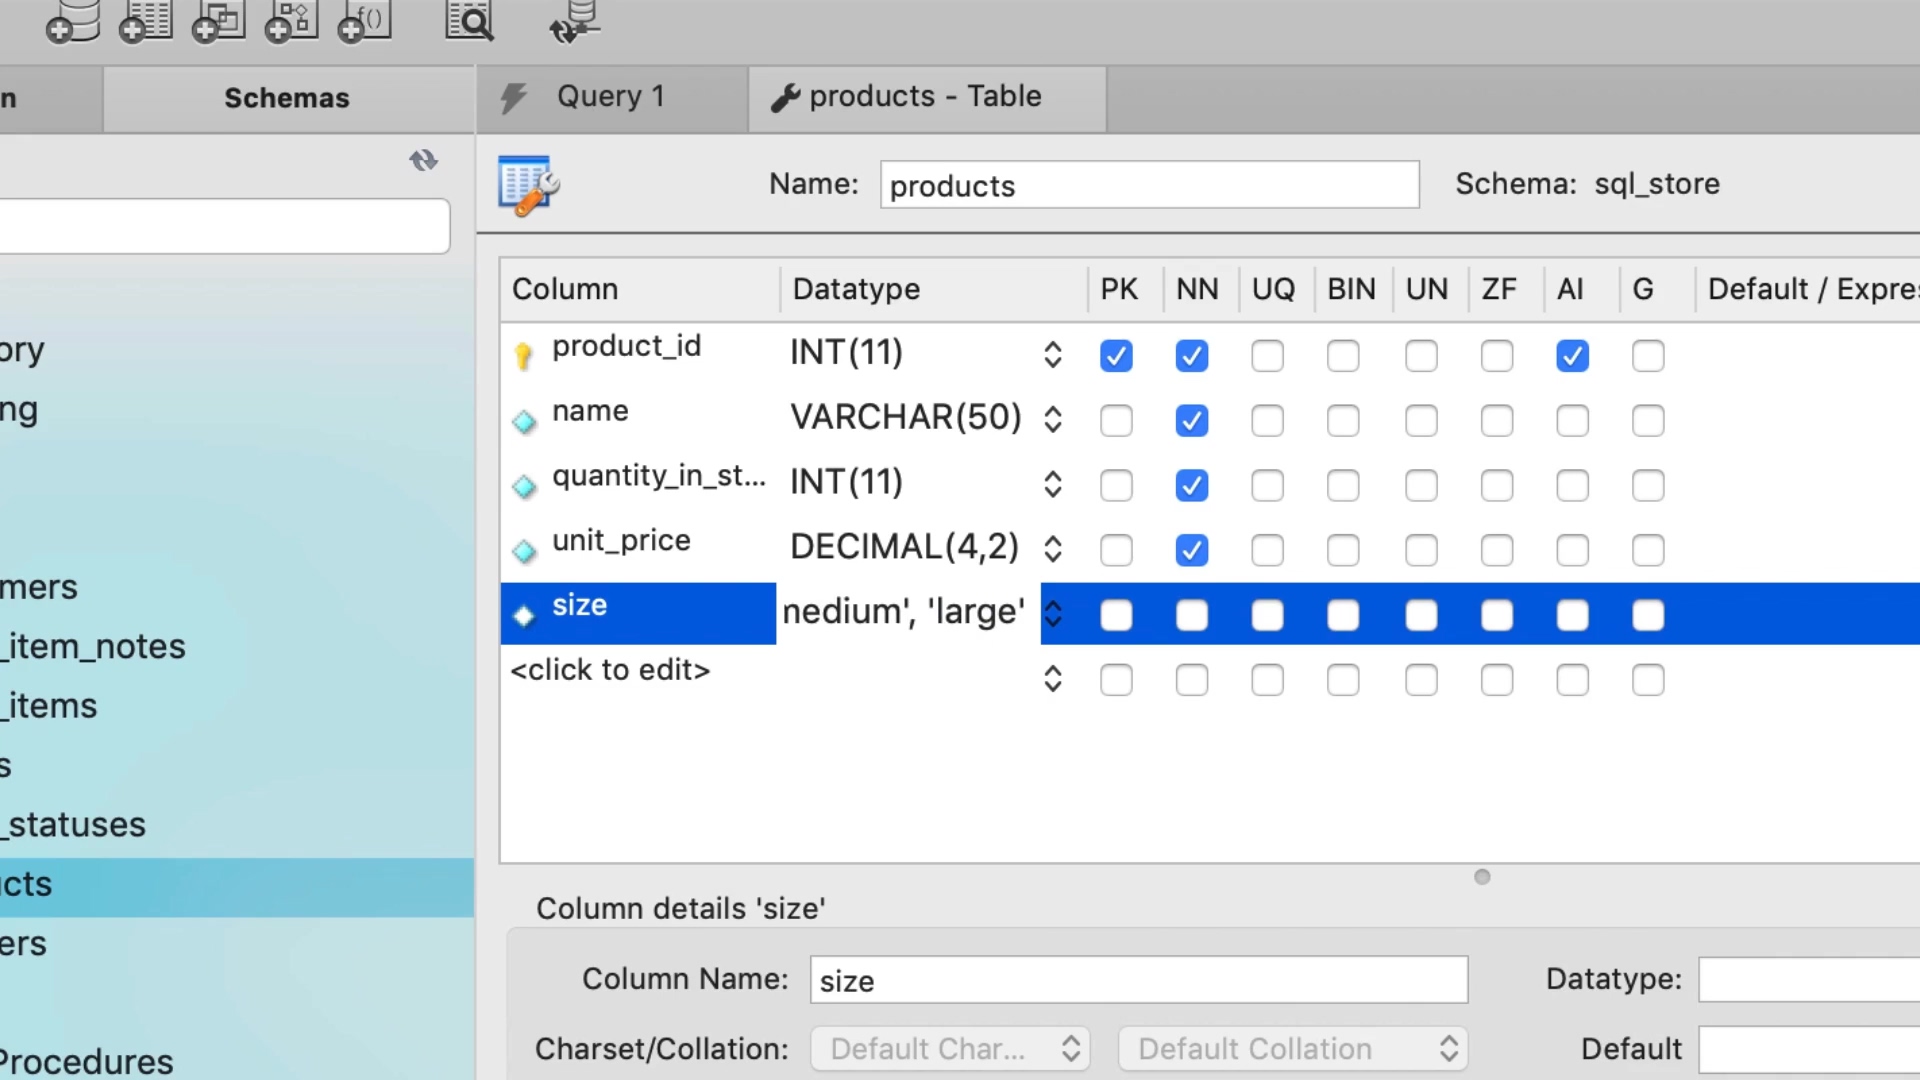 n
Schemas
Query 1
products - Table
Name:
products
Schema: sql_store
Column
Datatype
PK
NN
UQ
BIN
UN
ZF
AI
G
Default / Expre
product_id
INT(11)
name
VARCHAR(50)
quantity_in_st...
INT(11)
unit_price
DECIMAL(4,2)
size
nedium', 'large'
<click to edit>
ory
ng
mers
_item_notes
_items
s
_statuses
cts
ers
Procedures
Column details 'size'
Column Name:
size
Datatype:
Charset/Collation:
Default Char...
Default Collation
Default
f()